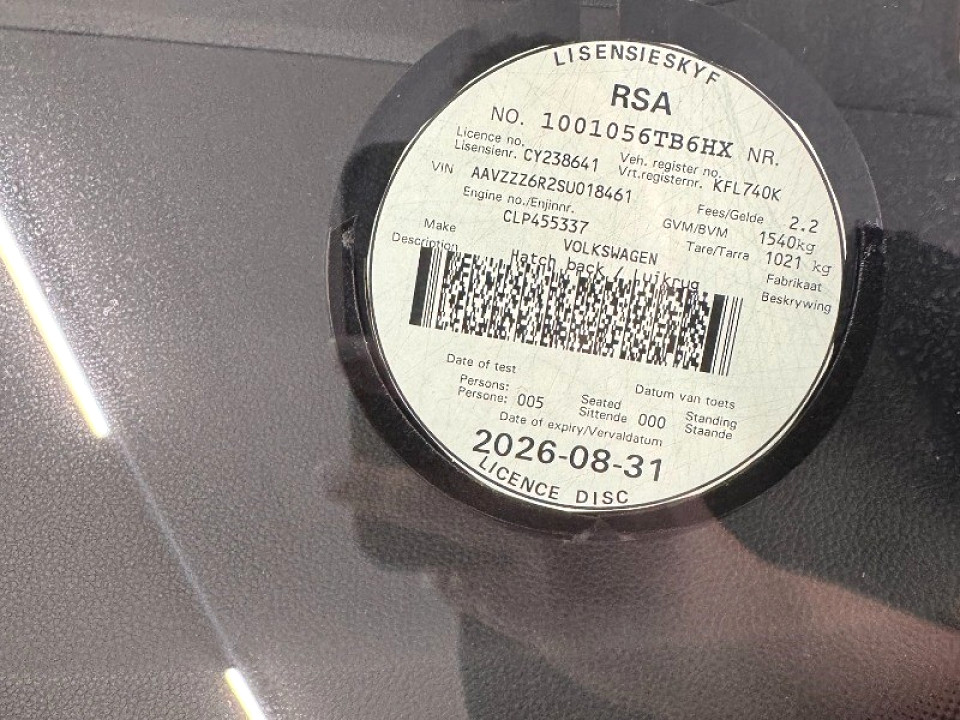 LISENSIESKYF
RSA
NO. 1001056TB6HX NR.
Licence no. Veh. register no.
Lisensienr. CY238641 Vrt.registernr. KFL740K
VIN AAVZZZ6R2SU018461
Engine no./Enjinnr. Fees/Gelde 2.2
CLP455337 GVM/BVM 1540kg
Tare/Tarra 1021 kg
Make VOLKSWAGEN Fabrikaat
Description Hatch back / Luikrug Beskrywing
Date of test Datum van toets
Persons: Seated Standing
Persone: 005 Sittende 000 Staande
Date of expiry/Vervaldatum
2026-08-31
LICENCE DISC